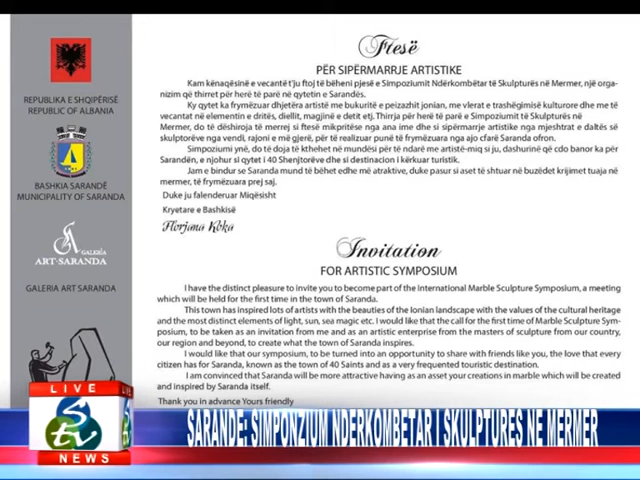 REPUBLIKA E SHQIPËRISË
REPUBLIC OF ALBANIA
BASHKIA SARANDË
MUNICIPALITY OF SARANDA
GALERIA
ART-SARANDA
GALERIA ART SARANDA
Ftesë
PËR SIPËRMARRJE ARTISTIKE
Kam kënaqësinë e vecantë t'ju ftoj të bëheni pjesë e Simpoziumit Ndërkombëtar të Skulpturës në Mermer, një orga-
nizim që thirret për herë të parë në qytetin e Sarandës.
Ky qytet ka frymëzuar dhjetëra artistë me bukuritë e peizazhit jonian, me vlerat e trashëgimisë kulturore dhe me të
vecantat në elementin e dritës, diellit, magjinë e detit etj. Thirrja për herë të parë e Simpoziumit të Skulpturës në
Mermer, do të dëshiroja të merrej si ftesë mikpritëse nga ana ime dhe si sipërmarrje artistike nga mjeshtrat e daltës së
skulptorëve nga vendi, rajoni e më gjerë, për të realizuar punë të frymëzuara nga ajo cfarë Saranda ofron.
Simpoziumi ynë, do të doja të kthehet në mundësi për të ndarë me artistë-miq si ju, dashurinë që cdo banor ka për
Sarandën, e njohur si qytet i 40 Shenjtorëve dhe si destinacion i kërkuar turistik.
Jam e bindur se Saranda mund të bëhet edhe më atraktive, duke pasur si aset të shtuar në buzëdet krijimet tuaja në
mermer, të frymëzuara prej saj.
Duke ju falenderuar Miqësisht
Kryetare e Bashkisë
Florjana Koka
Invitation
FOR ARTISTIC SYMPOSIUM
I have the distinct pleasure to invite you to become part of the International Marble Sculpture Symposium, a meeting
which will be held for the first time in the town of Saranda.
This town has inspired lots of artists with the beauties of the Ionian landscape with the values of the cultural heritage
and the most distinct elements of light, sun, sea magic etc. I would like that the call for the first time of Marble Sculpture Sym-
posium, to be taken as an invitation from me and as an artistic enterprise from the masters of sculpture from our country,
our region and beyond, to create what the town of Saranda inspires.
I would like that our symposium, to be turned into an opportunity to share with friends like you, the love that every
citizen has for Saranda, known as the town of 40 Saints and as a very frequented touristic destination.
I am convinced that Saranda will be more attractive having as an asset your creations in marble which will be created
and inspired by Saranda itself.
Thank you in advance Yours friendly
LIVE
LIVE
Stv
NEWS
SARANDE: SIMPONZIUM NDERKOMBETAR I SKULPTURES NE MERMER